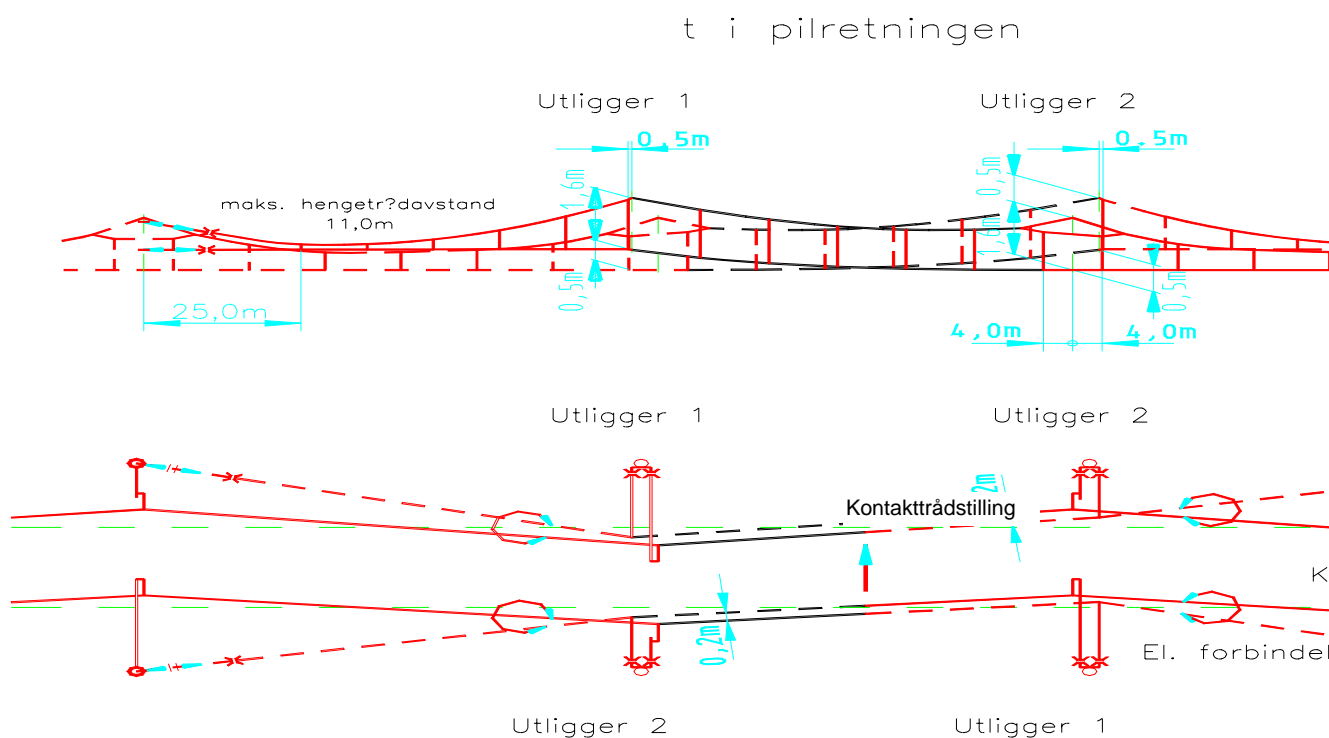 t i pilretningen
Utligger 1
Utligger 2
0,5m
0.5m
1,6m
0,5m
maks. hengetr?davstand
11,0m
1,6m
0,5m
0,5m
25,0m
4,0m
4,0m
Utligger 1
Utligger 2
2m
Kontakttrådstilling
K
0,2m
El. forbindel
Utligger 2
Utligger 1